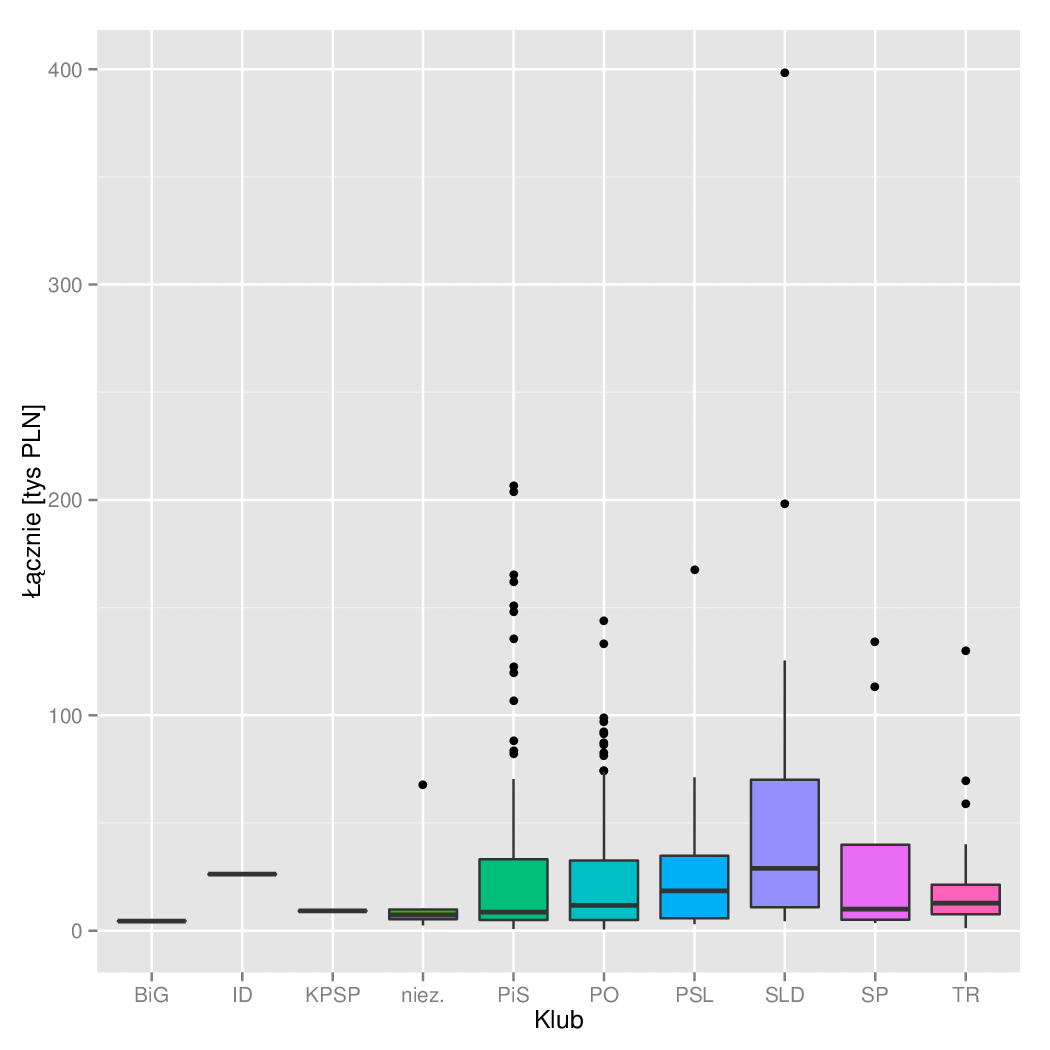 Łącznie [tys PLN]
400
300
200
100
0
BiG ID KPSP niez. PiS PO PSL SLD SP TR
Klub